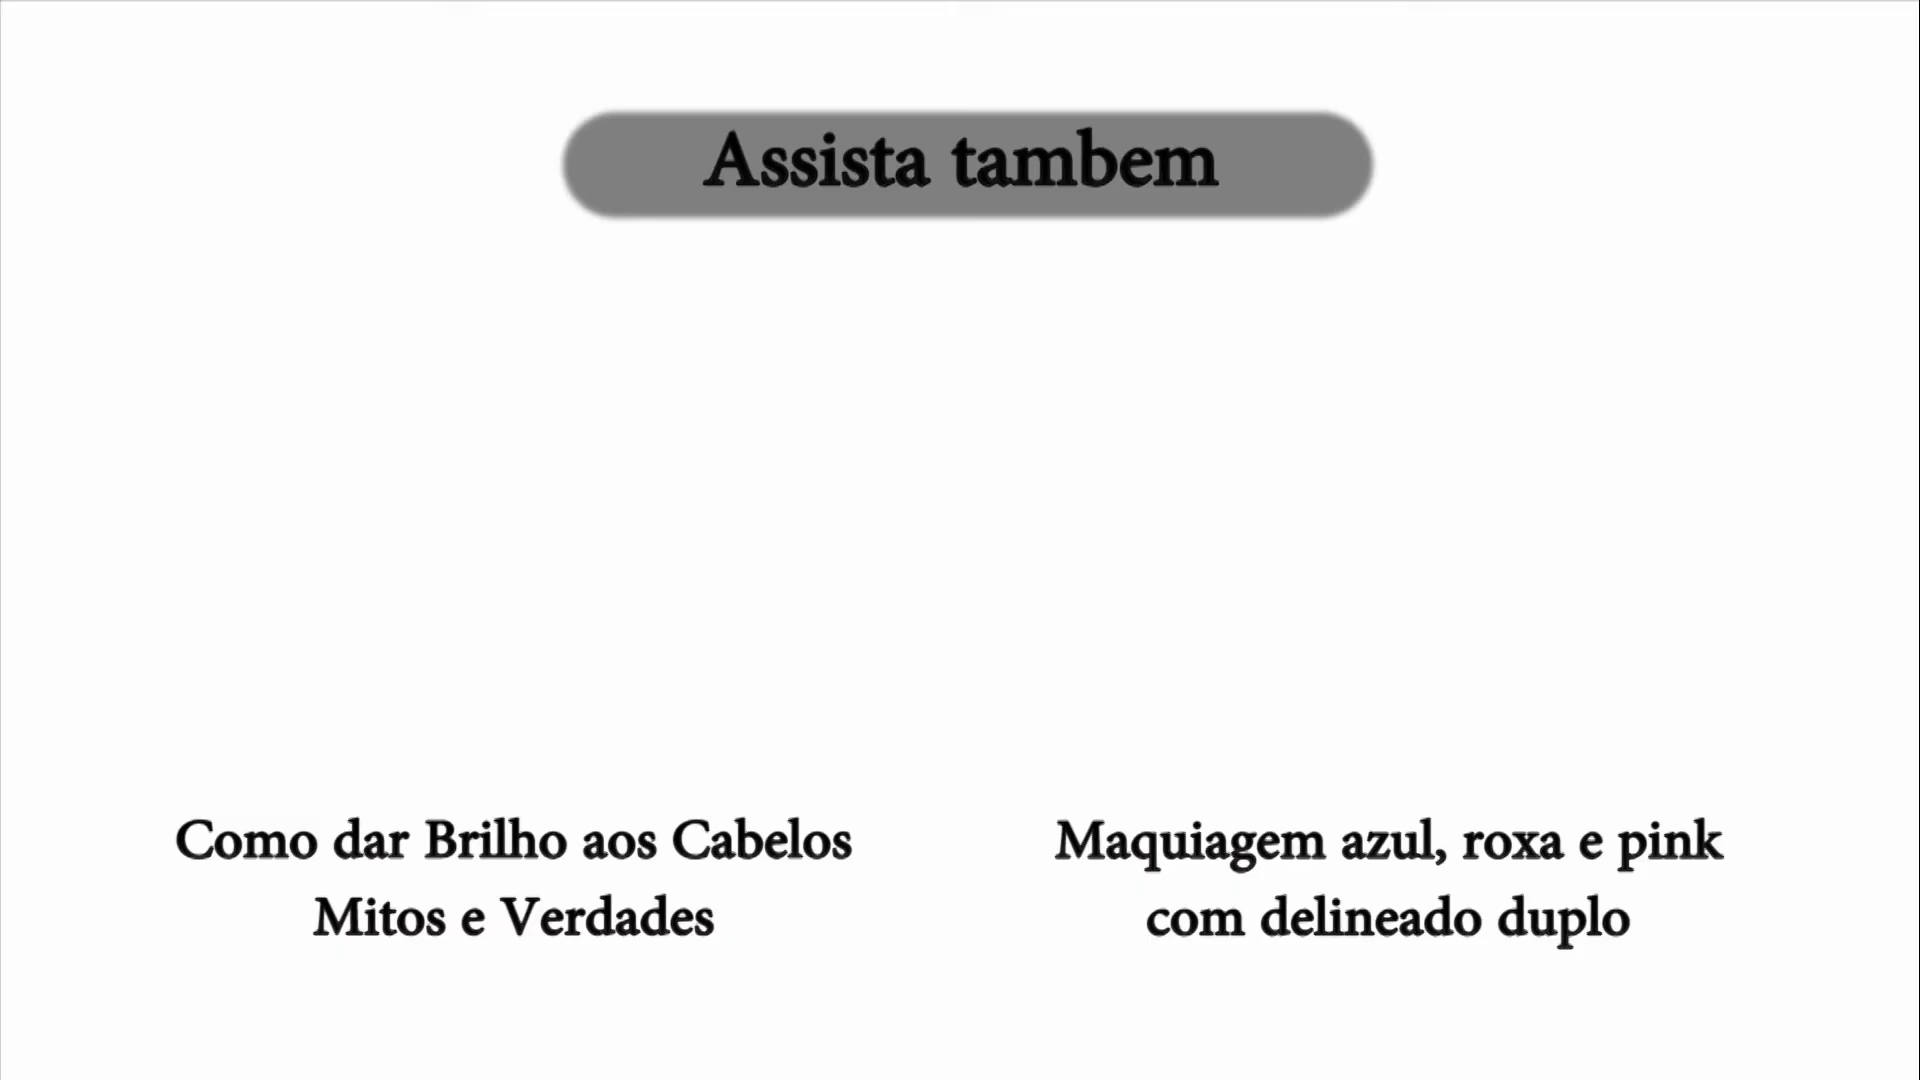 Assista tambem
Como dar Brilho aos Cabelos
Mitos e Verdades
Maquiagem azul, roxa e pink
com delineado duplo